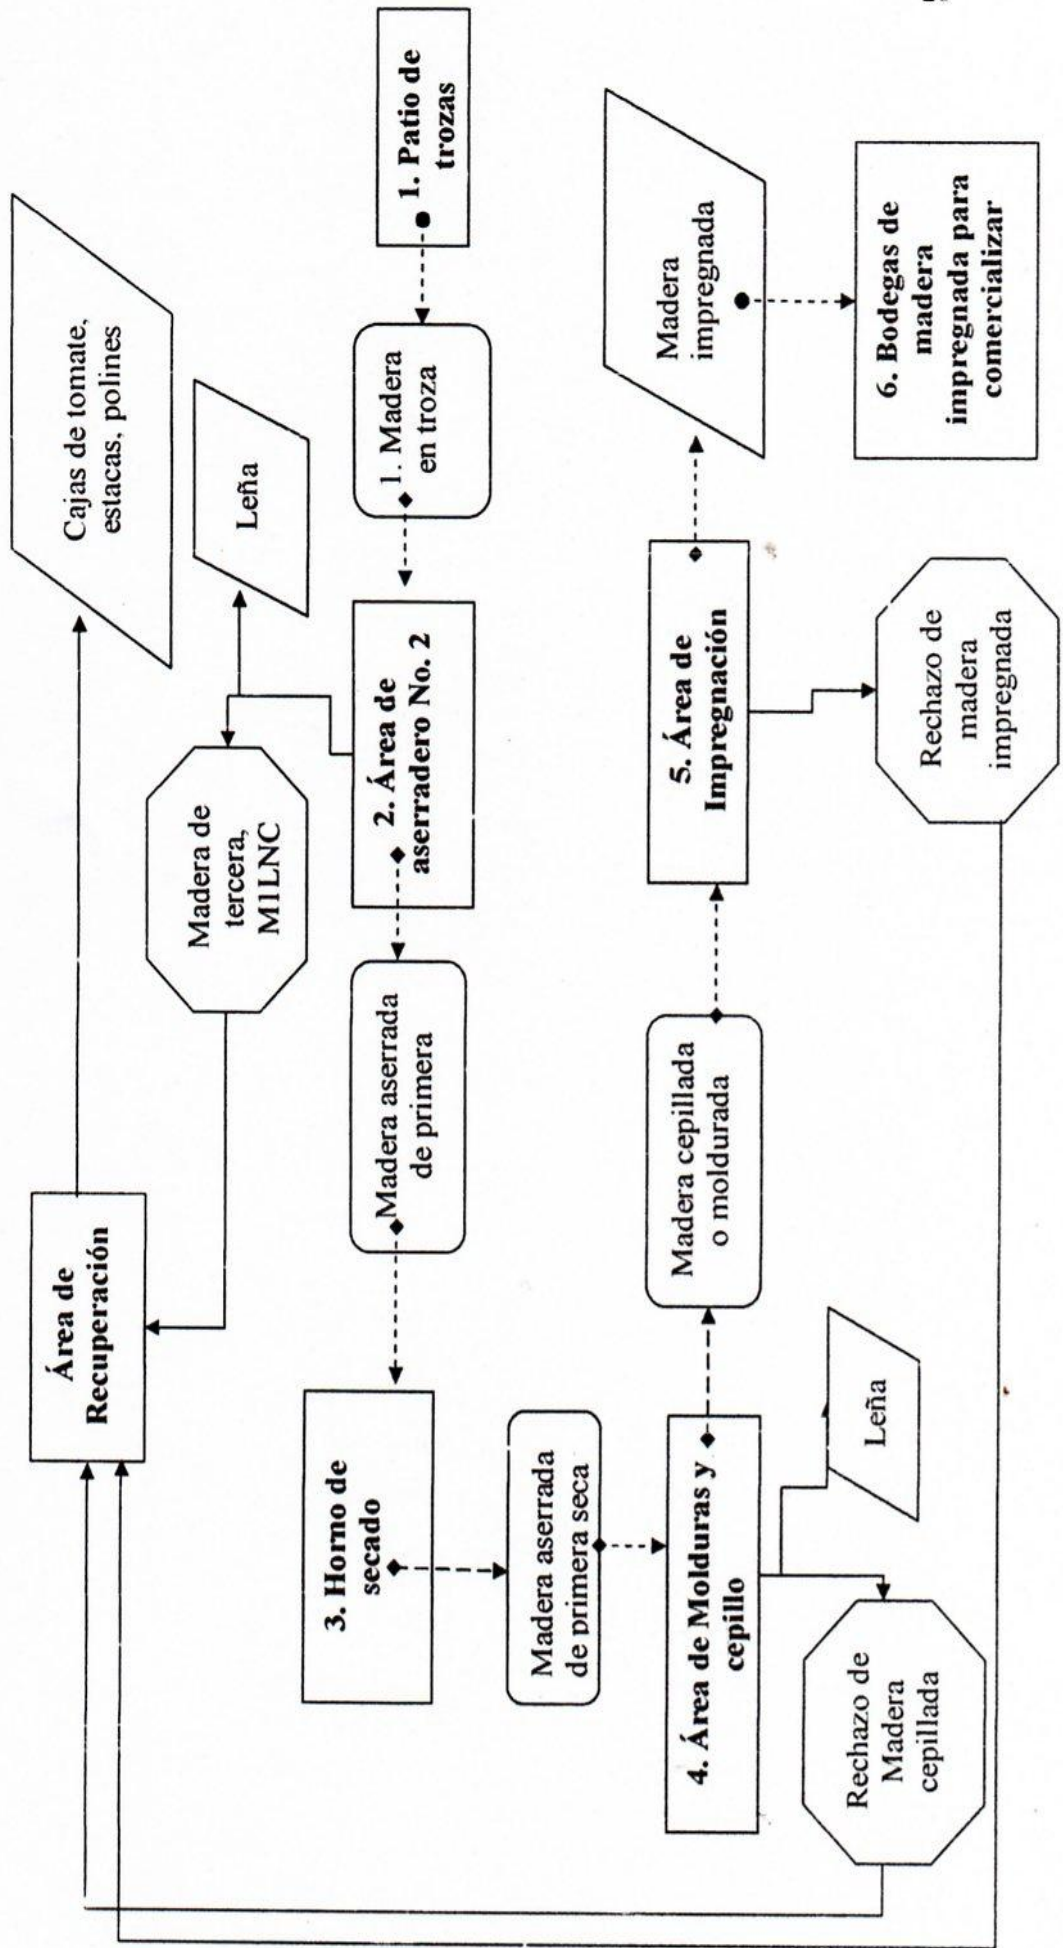 Área de
Recuperación
Cajas de tomate,
estacas, polines
Madera de
tercera,
M1LNC
Leña
3. Horno de
secado
Madera aserrada
de primera
2. Área de
aserradero No. 2
1. Madera
en troza
1. Patio de
trozas
Madera aserrada
de primera seca
4. Área de Molduras y
cepillo
Madera cepillada
o moldurada
5. Área de
Impregnación
Madera
impregnada
Rechazo de
Madera
cepillada
Leña
Rechazo de
madera
impregnada
6. Bodegas de
madera
impregnada para
comercializar